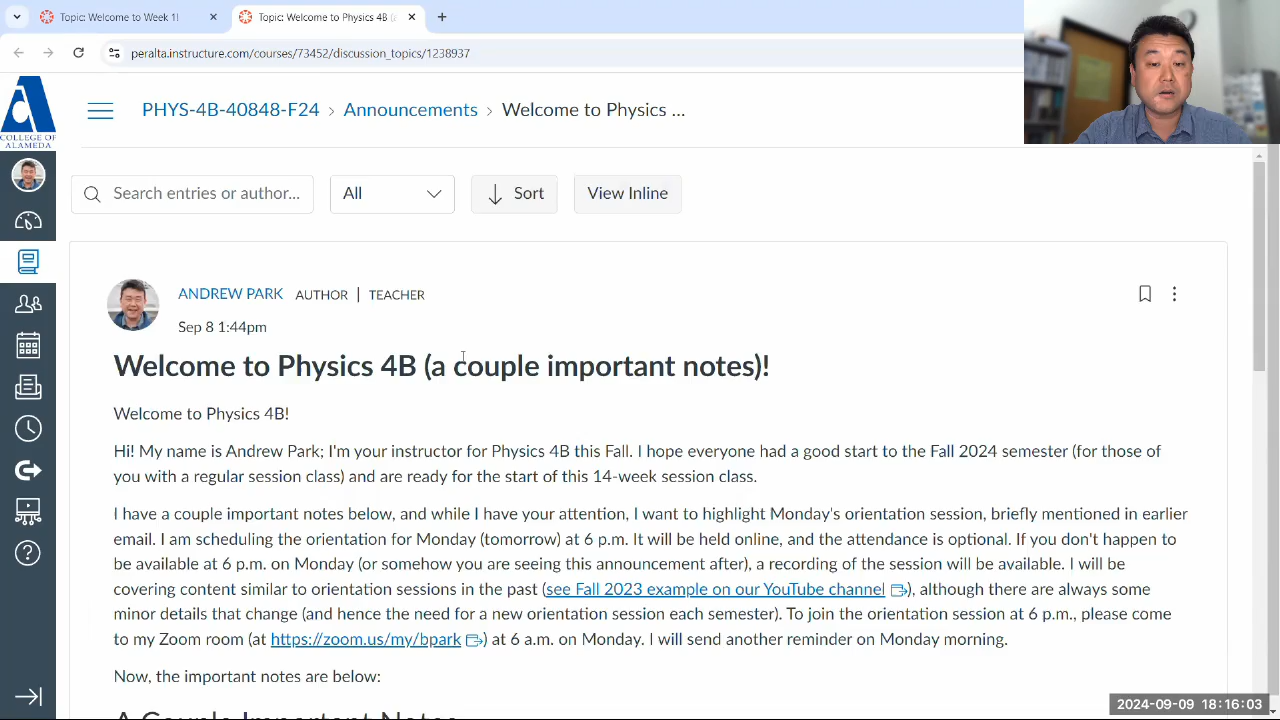 Topic: Welcome to Week 1!
Topic: Welcome to Physics 4B (a
peralta.instructure.com/courses/73452/discussion_topics/1238937
COLLEGE OF
ALAMEDA
PHYS-4B-40848-F24 › Announcements › Welcome to Physics ...
Search entries or author...
All
Sort
View Inline
ANDREW PARK AUTHOR | TEACHER
Sep 8 1:44pm
Welcome to Physics 4B (a couple important notes)!
Welcome to Physics 4B!
Hi! My name is Andrew Park; I'm your instructor for Physics 4B this Fall. I hope everyone had a good start to the Fall 2024 semester (for those of
you with a regular session class) and are ready for the start of this 14-week session class.
I have a couple important notes below, and while I have your attention, I want to highlight Monday's orientation session, briefly mentioned in earlier
email. I am scheduling the orientation for Monday (tomorrow) at 6 p.m. It will be held online, and the attendance is optional. If you don't happen to
be available at 6 p.m. on Monday (or somehow you are seeing this announcement after), a recording of the session will be available. I will be
covering content similar to orientation sessions in the past (see Fall 2023 example on our YouTube channel), although there are always some
minor details that change (and hence the need for a new orientation session each semester). To join the orientation session at 6 p.m., please come
to my Zoom room (at https://zoom.us/my/bpark) at 6 a.m. on Monday. I will send another reminder on Monday morning.
Now, the important notes are below:
A Couple Important Notes
2024-09-09 18:16:03